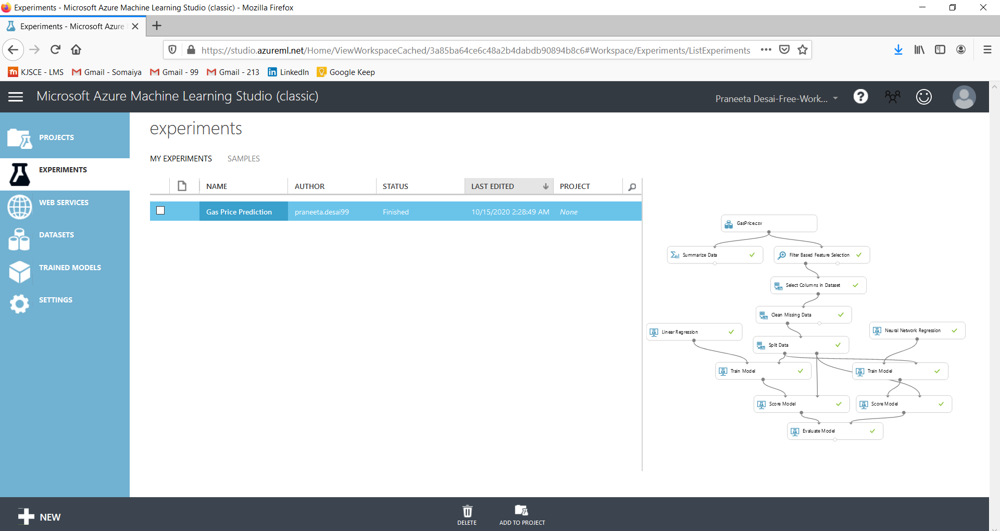 Experiments - Microsoft Azure Machine Learning Studio (classic) - Mozilla Firefox
Experiments - Microsoft Azure
https://studio.azureml.net/Home/ViewWorkspaceCached/3a85ba64ce6c48a2b4dabdb90894b8c6#Workspace/Experiments/ListExperiments
KJSCE - LMS Gmail - Somaiya Gmail - 99 Gmail - 213 LinkedIn Google Keep
Microsoft Azure Machine Learning Studio (classic)
Praneeta Desai-Free-Work...
PROJECTS
EXPERIMENTS
WEB SERVICES
DATASETS
TRAINED MODELS
SETTINGS
experiments
MY EXPERIMENTS SAMPLES
NAME AUTHOR STATUS LAST EDITED PROJECT
Gas Price Prediction praneeta.desai99 Finished 10/15/2020 2:28:49 AM None
GasPrice.csv
Summarize Data Filter Based Feature Selection
Select Columns in Dataset
Clean Missing Data
Linear Regression Neural Network Regression
Split Data
Train Model Train Model
Score Model Score Model
Evaluate Model
NEW
DELETE
ADD TO PROJECT